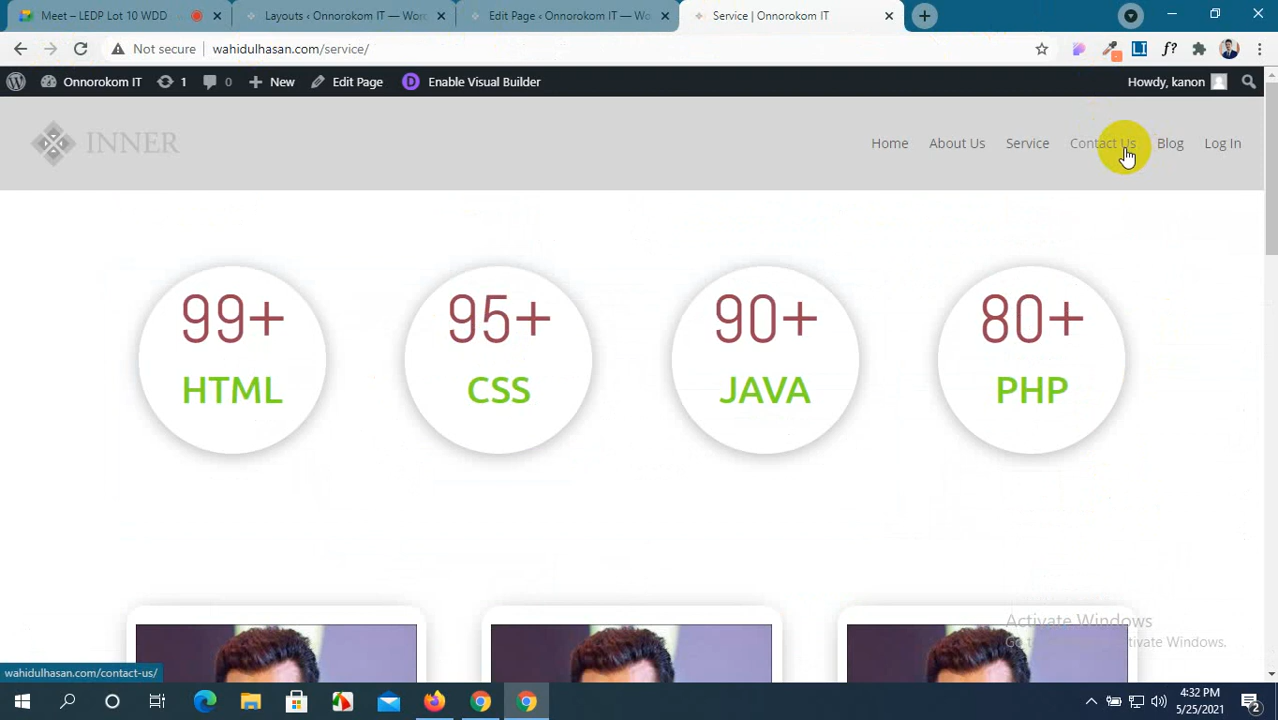 Meet – LEDP Lot 10 WDD
Layouts ‹ Onnorokom IT — Wor
Edit Page ‹ Onnorokom IT — Wo
Service | Onnorokom IT
Not secure
wahidulhasan.com/service/
Onnorokom IT
1
0
New
Edit Page
D
Enable Visual Builder
Howdy, kanon
INNER
Home
About Us
Service
Contact Us
Blog
Log In
99+
95+
90+
80+
HTML
CSS
JAVA
PHP
Activate Windows
Go to
tivate Windows.
wahidulhasan.com/contact-us/
4:32 PM
5/25/2021
2